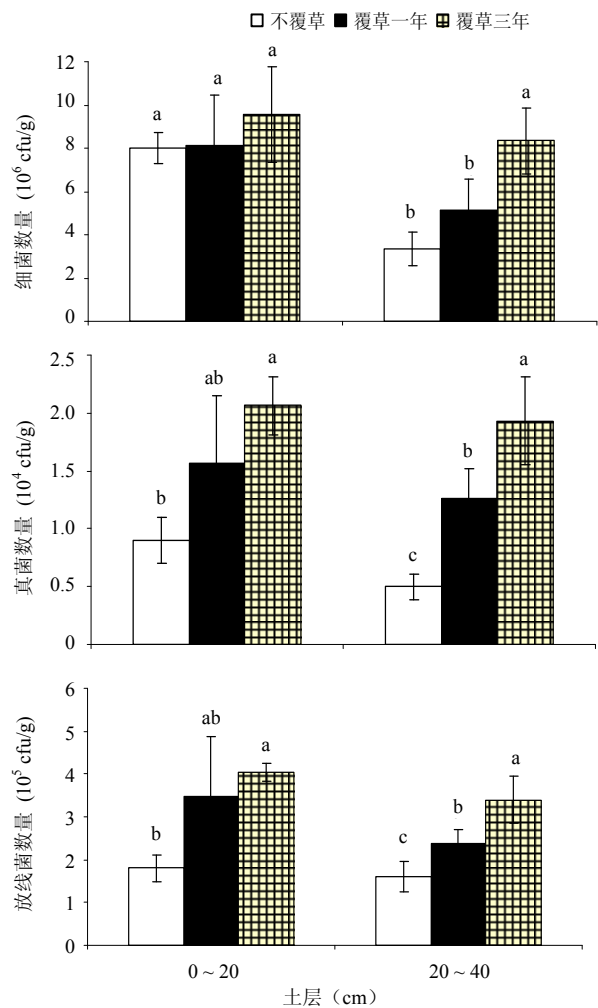 不覆草 覆草一年 覆草三年
细菌数量 (10⁶ cfu/g)
12
10
8
6
4
2
0
a a a b b a
真菌数量 (10⁴ cfu/g)
2.5
2.0
1.5
1.0
0.5
0
b ab a c b a
放线菌数量 (10⁵ cfu/g)
6
5
4
3
2
1
0
b ab a c b a
0 ~ 20 20 ~ 40
土层（cm）